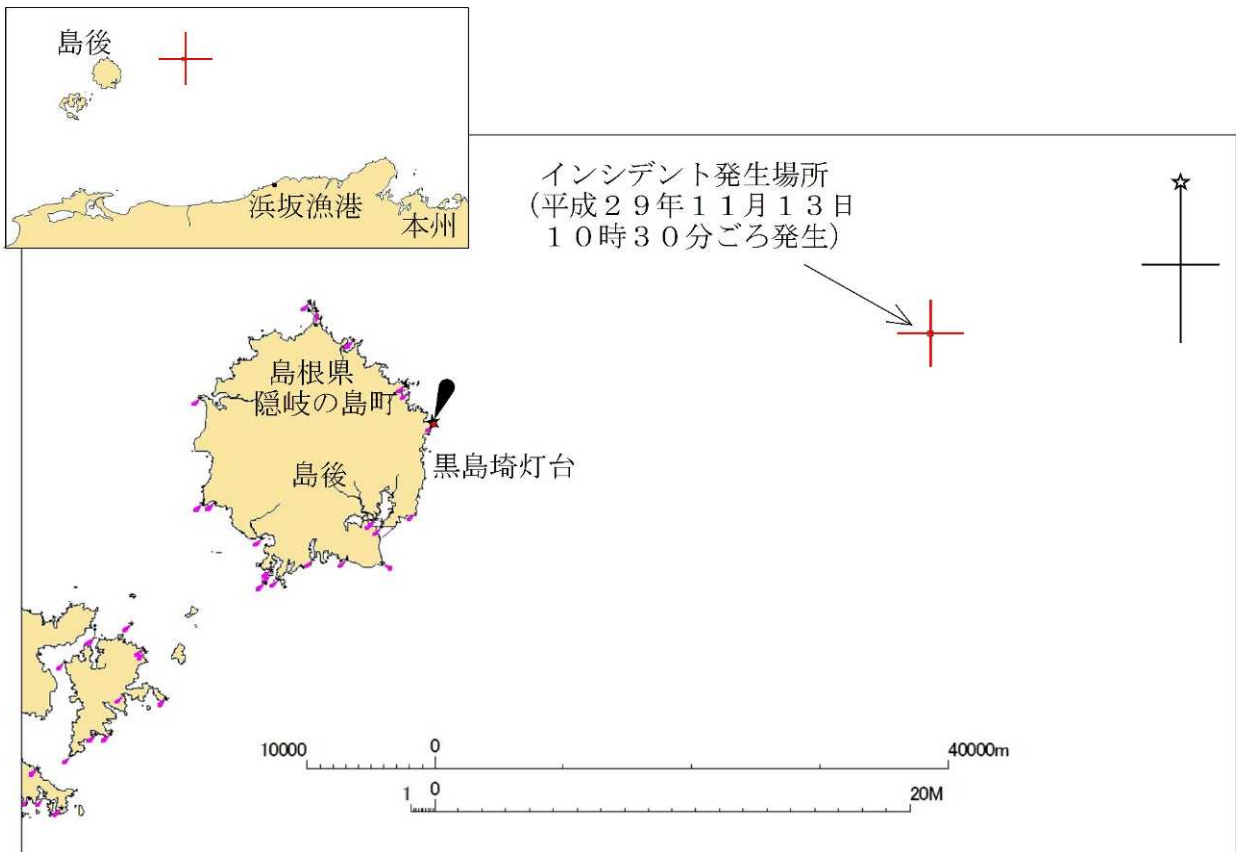 島後
浜坂漁港
本州
インシデント発生場所
(平成29年11月13日
10時30分ごろ発生)
島根県
隠岐の島町
黒島埼灯台
島後
10000 0 40000m
1 0 20M